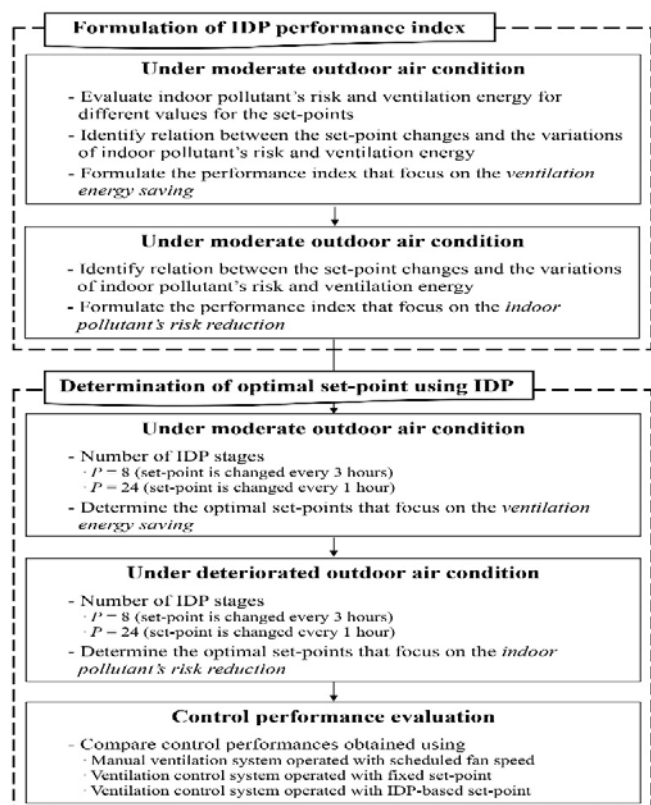 Formulation of IDP performance index
Under moderate outdoor air condition
- Evaluate indoor pollutant's risk and ventilation energy for
different values for the set-points
- Identify relation between the set-point changes and the variations
of indoor pollutant's risk and ventilation energy
- Formulate the performance index that focus on the ventilation
energy saving
Under moderate outdoor air condition
- Identify relation between the set-point changes and the variations
of indoor pollutant's risk and ventilation energy
- Formulate the performance index that focus on the indoor
pollutant's risk reduction
Determination of optimal set-point using IDP
Under moderate outdoor air condition
- Number of IDP stages
· P = 8 (set-point is changed every 3 hours)
· P = 24 (set-point is changed every 1 hour)
- Determine the optimal set-points that focus on the ventilation
energy saving
Under deteriorated outdoor air condition
- Number of IDP stages
· P = 8 (set-point is changed every 3 hours)
· P = 24 (set-point is changed every 1 hour)
- Determine the optimal set-points that focus on the indoor
pollutant's risk reduction
Control performance evaluation
- Compare control performances obtained using
· Manual ventilation system operated with scheduled fan speed
· Ventilation control system operated with fixed set-point
· Ventilation control system operated with IDP-based set-point